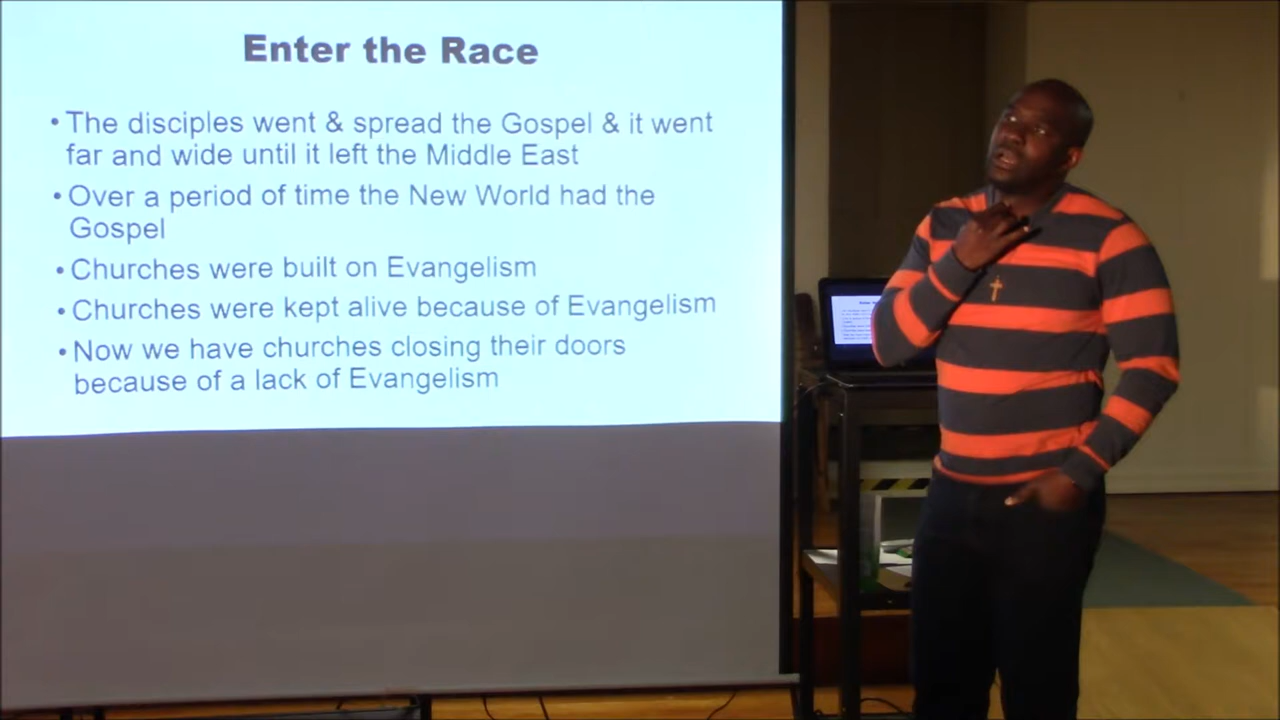 Enter the Race
• The disciples went & spread the Gospel & it went
far and wide until it left the Middle East
• Over a period of time the New World had the
Gospel
• Churches were built on Evangelism
• Churches were kept alive because of Evangelism
• Now we have churches closing their doors
because of a lack of Evangelism